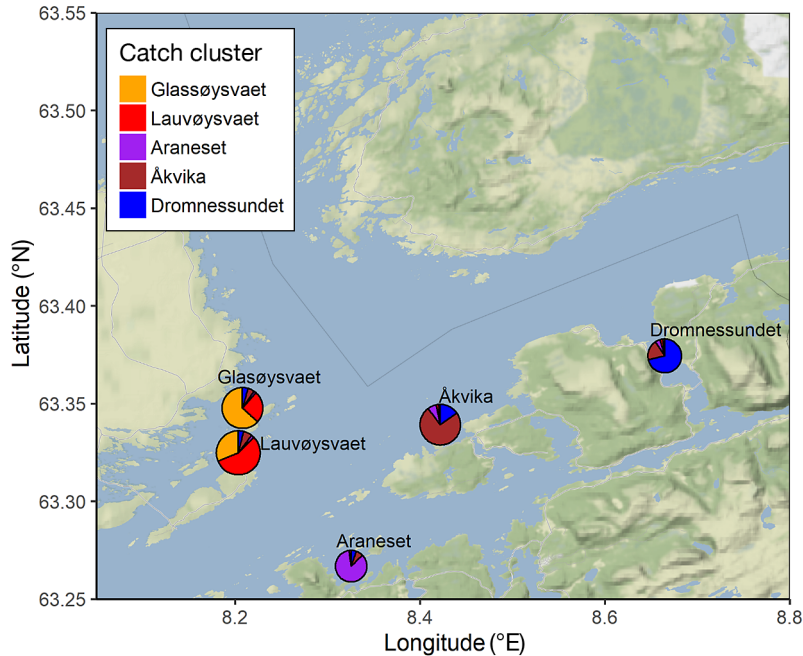 63.55
63.50
63.45
63.40
63.35
63.30
63.25
Latitude (°N)
Catch cluster
Glassøysvaet
Lauvøysvaet
Araneset
Åkvika
Dromnessundet
Dromnessundet
Glasøysvaet
Åkvika
Lauvøysvaet
Araneset
8.2
8.4
8.6
8.8
Longitude (°E)